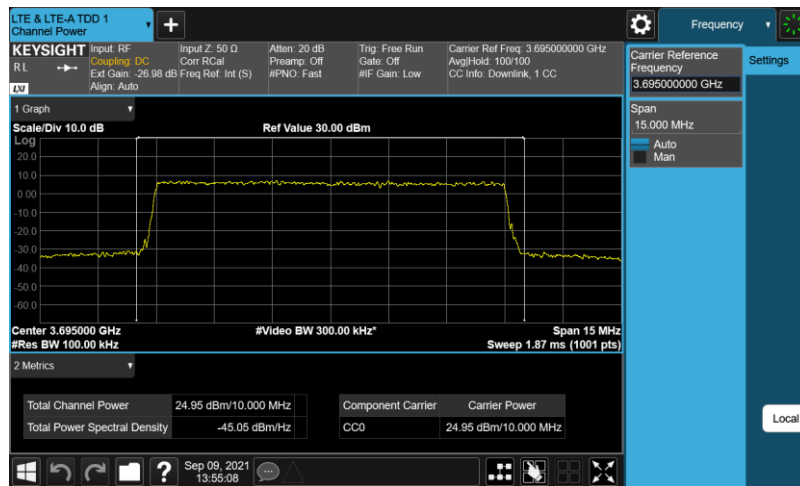 LTE & LTE-A TDD 1
Channel Power
+
Frequency
KEYSIGHT
RL
LXI
Input: RF
Coupling: DC
Ext Gain: -26.98 dB
Align: Auto
Input Z: 50 Ω
Corr RCal
Freq Ref: Int (S)
Atten: 20 dB
Preamp: Off
#PNO: Fast
Trig: Free Run
Gate: Off
#IF Gain: Low
Carrier Ref Freq: 3.695000000 GHz
Avg|Hold: 100/100
CC Info: Downlink, 1 CC
Carrier Reference
Frequency
3.695000000 GHz
Settings
Span
15.000 MHz
Auto
Man
1 Graph
Scale/Div 10.0 dB
Ref Value 30.00 dBm
Log
20.0
10.0
0.00
-10.0
-20.0
-30.0
-40.0
-50.0
-60.0
Center 3.695000 GHz
#Video BW 300.00 kHz*
Span 15 MHz
#Res BW 100.00 kHz
Sweep 1.87 ms (1001 pts)
2 Metrics
Total Channel Power 24.95 dBm/10.000 MHz
Total Power Spectral Density -45.05 dBm/Hz
Component Carrier Carrier Power
CC0 24.95 dBm/10.000 MHz
Local
?
Sep 09, 2021
13:55:08